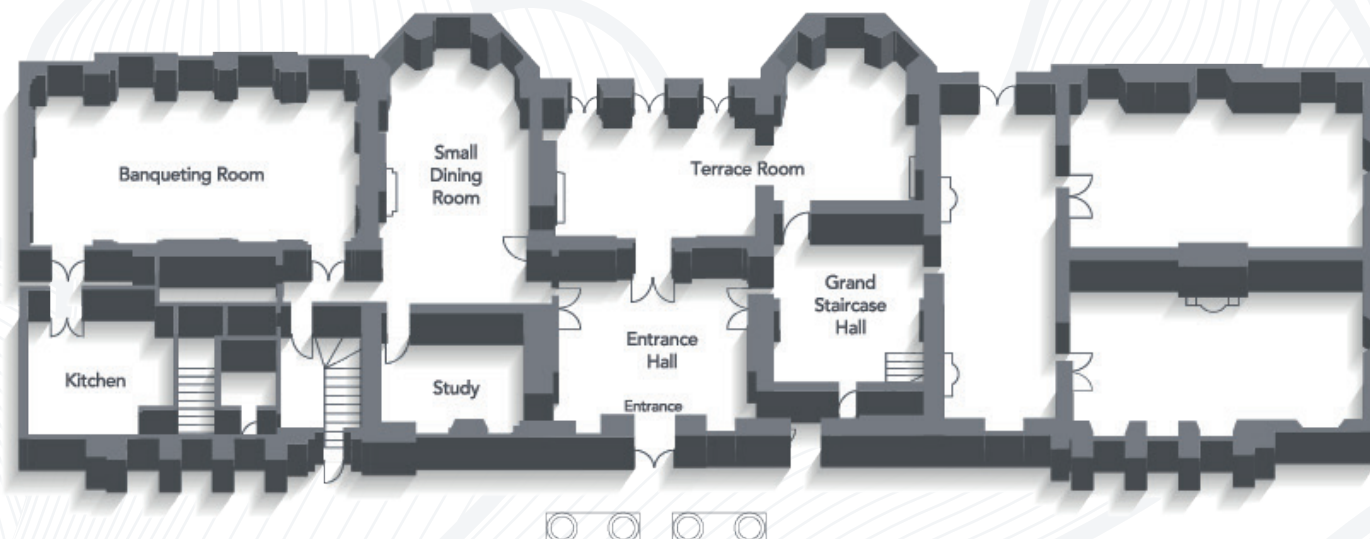 Banqueting Room
Small
Dining
Room
Terrace Room
Grand
Staircase
Hall
Entrance
Hall
Kitchen
Study
Entrance